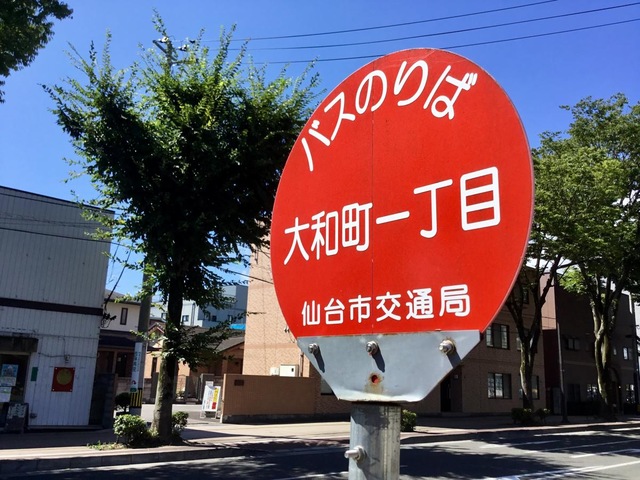 バスのりば
大和町一丁目
仙台市交通局